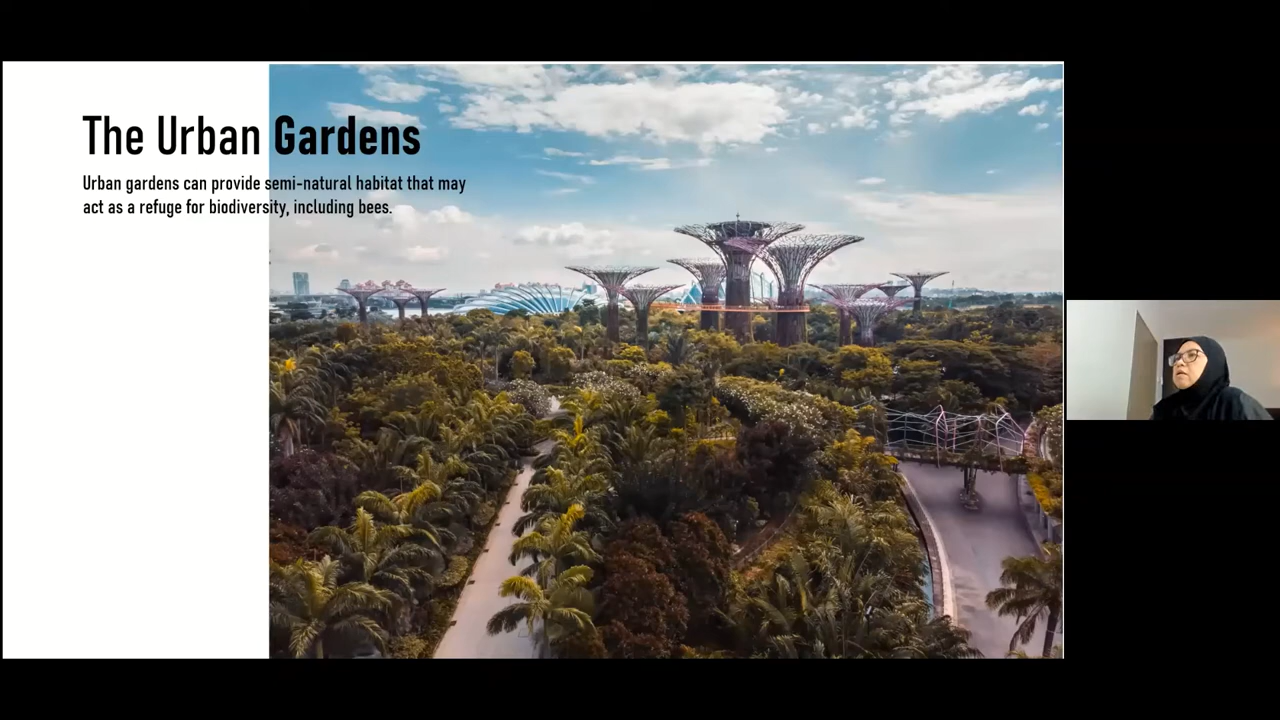 The Urban Gardens
Urban gardens can provide semi-natural habitat that may
act as a refuge for biodiversity, including bees.